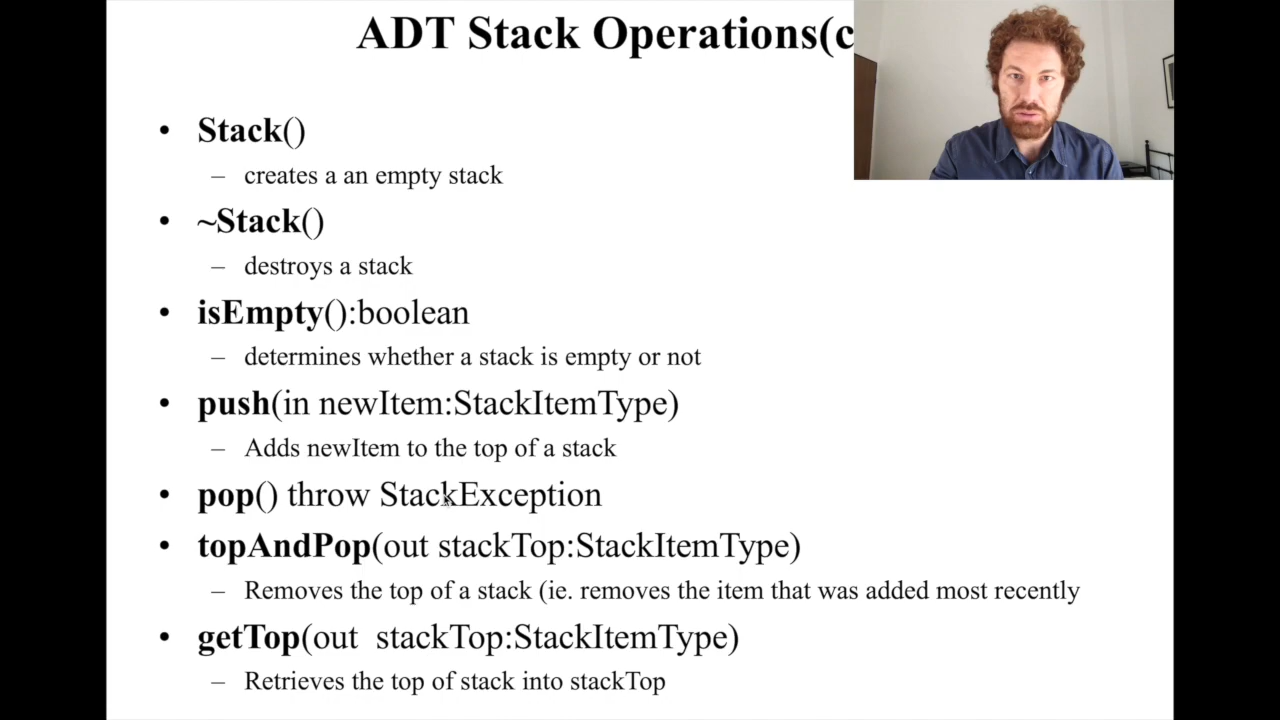 ADT Stack Operations(c
• Stack()
– creates a an empty stack
• ~Stack()
– destroys a stack
• isEmpty():boolean
– determines whether a stack is empty or not
• push(in newItem:StackItemType)
– Adds newItem to the top of a stack
• pop() throw StackException
• topAndPop(out stackTop:StackItemType)
– Removes the top of a stack (ie. removes the item that was added most recently
• getTop(out stackTop:StackItemType)
– Retrieves the top of stack into stackTop